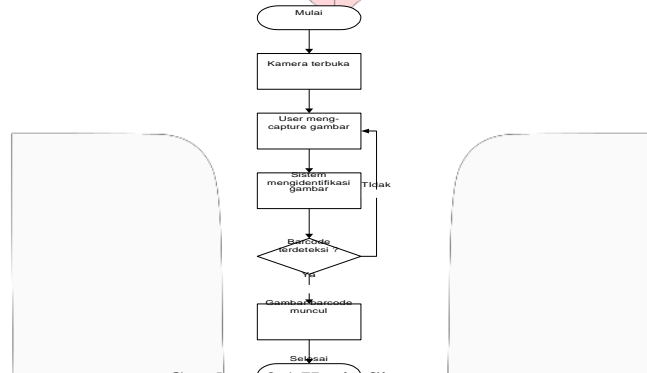 Mulai
Kamera terbuka
User meng-
capture gambar
Sistem
mengidentifikasi
gambar
TIdak
Barcode
terdeteksi ?
Ya
Gambar barcode
muncul
Selesai